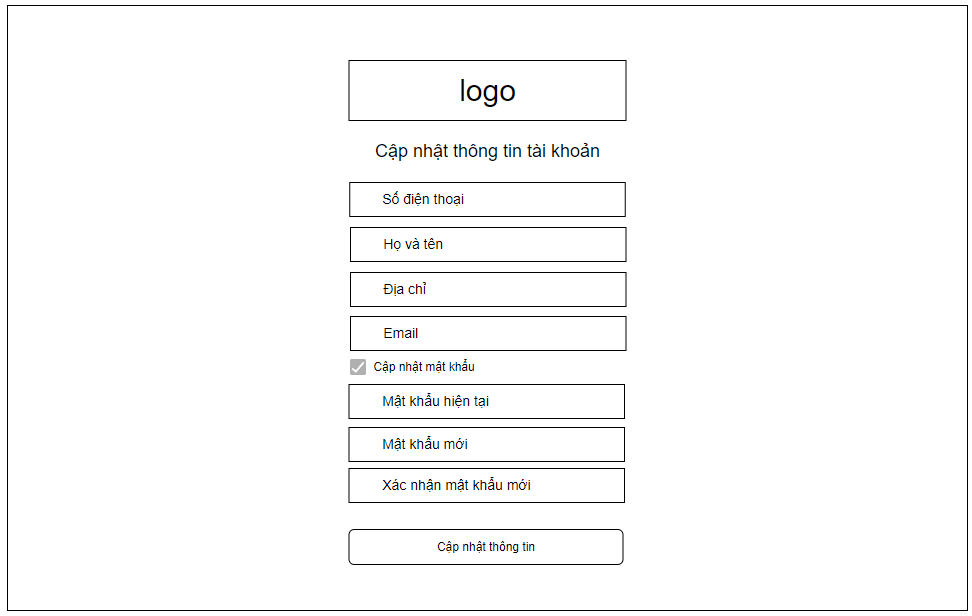 logo
Cập nhật thông tin tài khoản
Số điện thoại
Họ và tên
Địa chỉ
Email
Cập nhật mật khẩu
Mật khẩu hiện tại
Mật khẩu mới
Xác nhận mật khẩu mới
Cập nhật thông tin